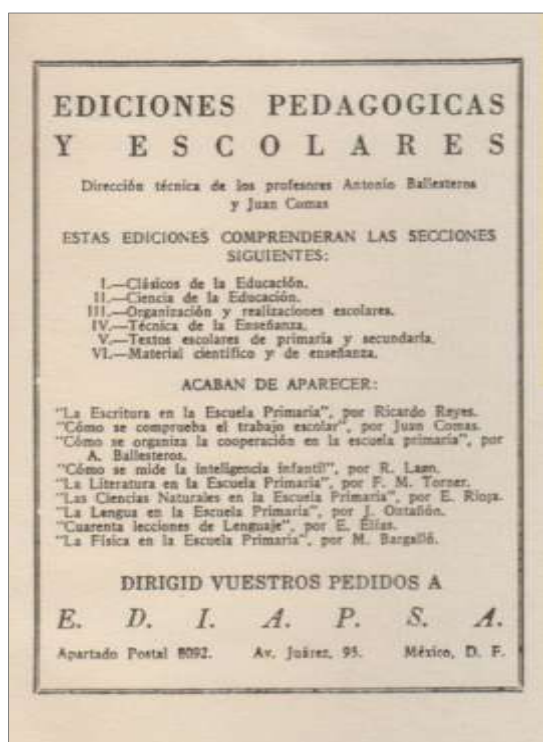 EDICIONES PEDAGOGICAS
Y ESCOLARES
Dirección técnica de los profesores Antonio Ballesteros
y Juan Comas
ESTAS EDICIONES COMPRENDERAN LAS SECCIONES
SIGUIENTES:
I.—Clásicos de la Educación.
II.—Ciencia de la Educación.
III.—Organización y realizaciones escolares.
IV.—Técnica de la Enseñanza.
V.—Textos escolares de primaria y secundaria.
VI.—Material científico y de enseñanza.
ACABAN DE APARECER:
"La Escritura en la Escuela Primaria", por Ricardo Reyes.
"Cómo se comprueba el trabajo escolar", por Juan Comas.
"Cómo se organiza la cooperación en la escuela primaria", por
A. Ballesteros.
"Cómo se mide la inteligencia infantil", por R. 
"La Literatura en la Escuela Primaria", por F. M. Torner.
"Las Ciencias Naturales en la Escuela Primaria", por E. Rioja.
"La Lengua en la Escuela Primaria", por J.
"Cuarenta lecciones de Lenguaje", por E. Elías.
"La Física en la Escuela Primaria", por M. Bargalló.
DIRIGID VUESTROS PEDIDOS A
E. D. I. A. P. S. A.
Apartado Postal 8092. Av. Juárez, 95. México, D. F.